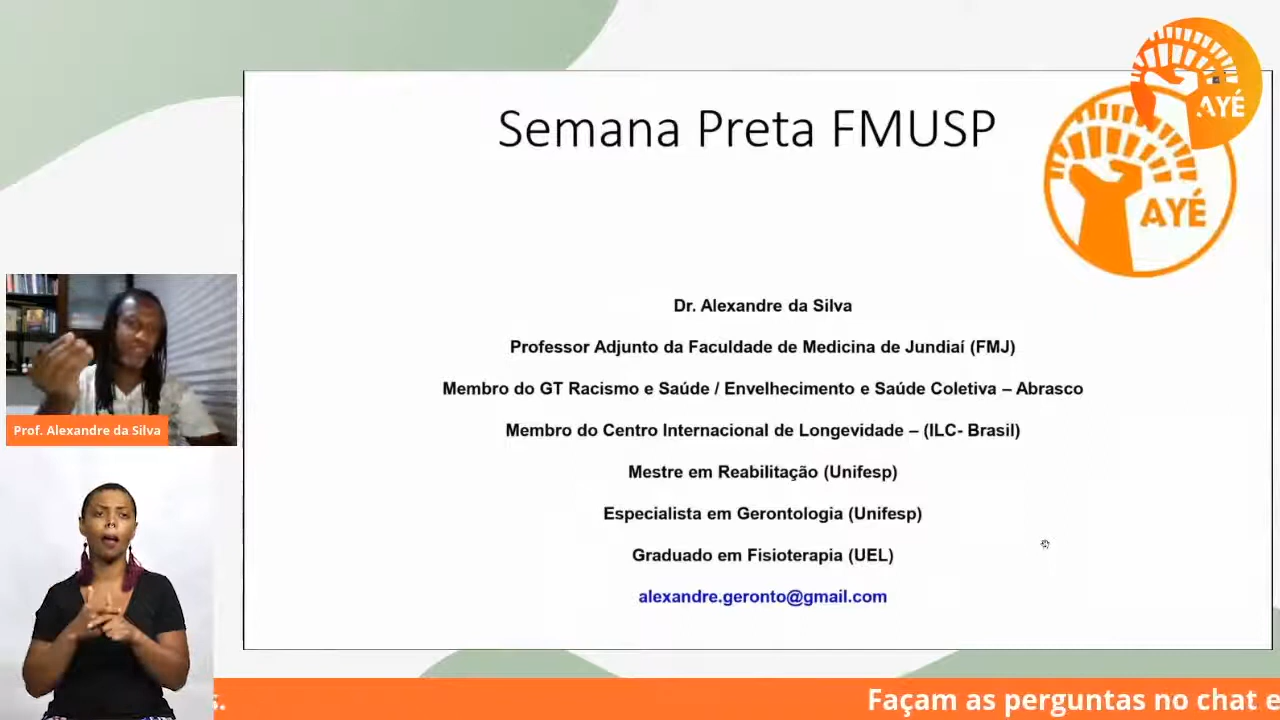 AYÉ
Semana Preta FMUSP
AYÉ
Dr. Alexandre da Silva
Professor Adjunto da Faculdade de Medicina de Jundiaí (FMJ)
Membro do GT Racismo e Saúde / Envelhecimento e Saúde Coletiva – Abrasco
Membro do Centro Internacional de Longevidade – (ILC- Brasil)
Mestre em Reabilitação (Unifesp)
Especialista em Gerontologia (Unifesp)
Graduado em Fisioterapia (UEL)
alexandre.geronto@gmail.com
Prof. Alexandre da Silva
s. Façam as perguntas no chat e